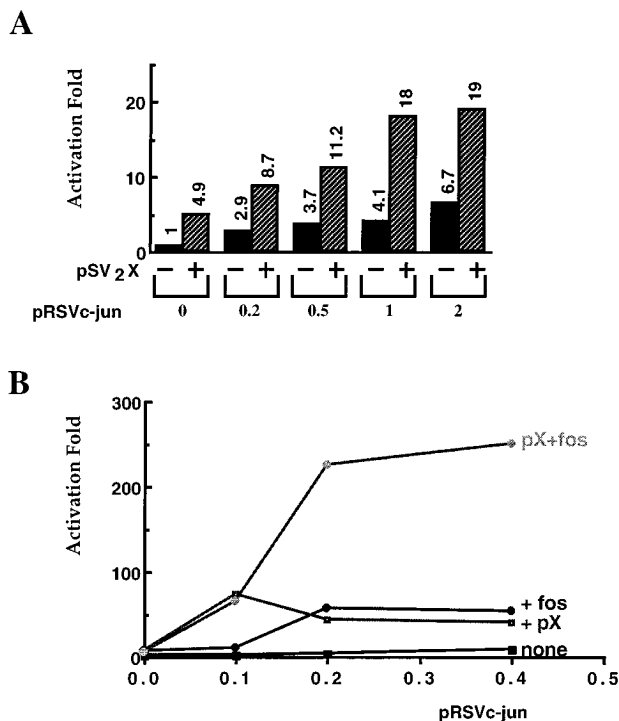 A
Activation Fold
20
10
0
1
4.9
2.9
8.7
3.7
11.2
4.1
18
6.7
19
pSV2X − + − + − + − + − +
pRSVc-jun 0 0.2 0.5 1 2
B
Activation Fold
300
200
100
0
pX+fos
+ fos
+ pX
none
0.0 0.1 0.2 0.3 0.4 0.5
pRSVc-jun